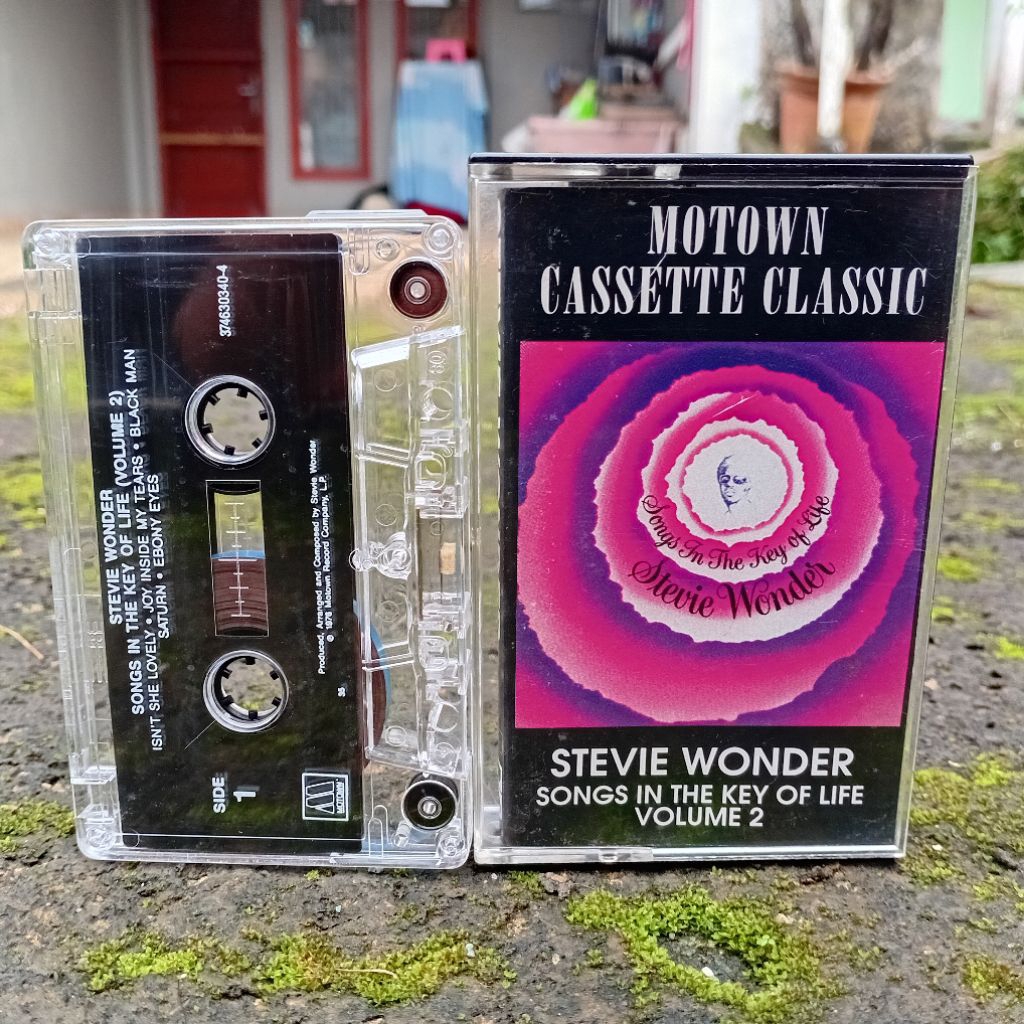 374630340-4
STEVIE WONDER
SONGS IN THE KEY OF LIFE (VOLUME 2)
ISN'T SHE LOVELY • JOY INSIDE MY TEARS • BLACK MAN
SATURN • EBONY EYES
Produced, Arranged and Composed by Stevie Wonder
℗ 1976 Motown Record Company, L.P.
35
SIDE:
1
MOTOWN
MOTOWN
CASSETTE CLASSIC
Songs In The Key of Life
Stevie Wonder
STEVIE WONDER
SONGS IN THE KEY OF LIFE
VOLUME 2